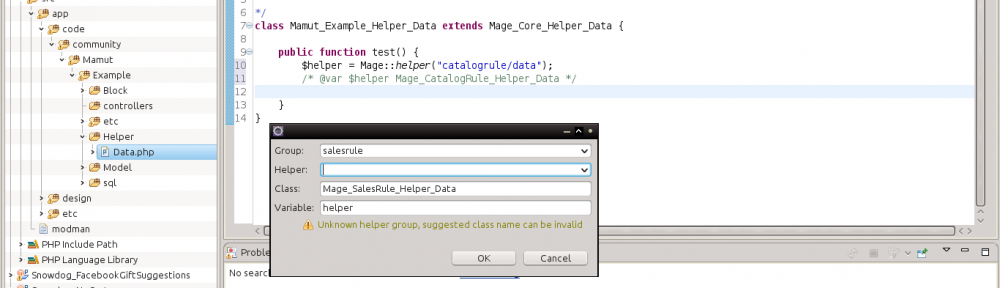 app
code
community
Mamut
Example
Block
controllers
etc
Helper
Data.php
Model
sql
design
etc
modman
PHP Include Path
PHP Language Library
Snowdog_FacebookGiftSuggestions
6 */
7 class Mamut_Example_Helper_Data extends Mage_Core_Helper_Data {
8
9 public function test() {
10 $helper = Mage::helper("catalogrule/data");
11 /* @var $helper Mage_CatalogRule_Helper_Data */
12
13 }
14 }
Group: salesrule
Helper:
Class: Mage_SalesRule_Helper_Data
Variable: helper
Unknown helper group, suggested class name can be invalid
OK Cancel
Proble
No searc